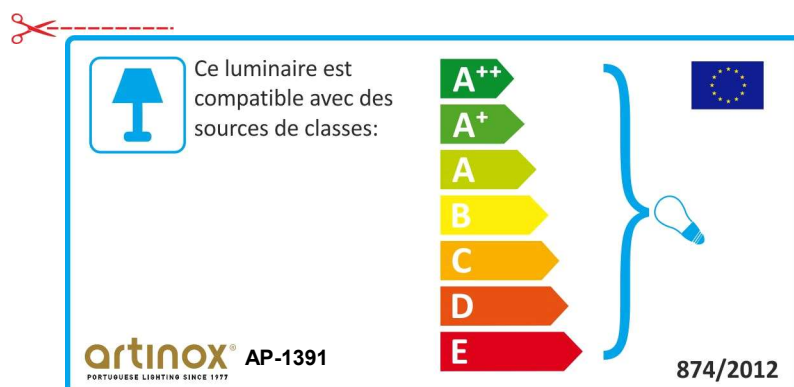 Ce luminaire est
compatible avec des
sources de classes:
A++
A+
A
B
C
D
E
artinox® AP-1391
PORTUGUESE LIGHTING SINCE 1977
874/2012